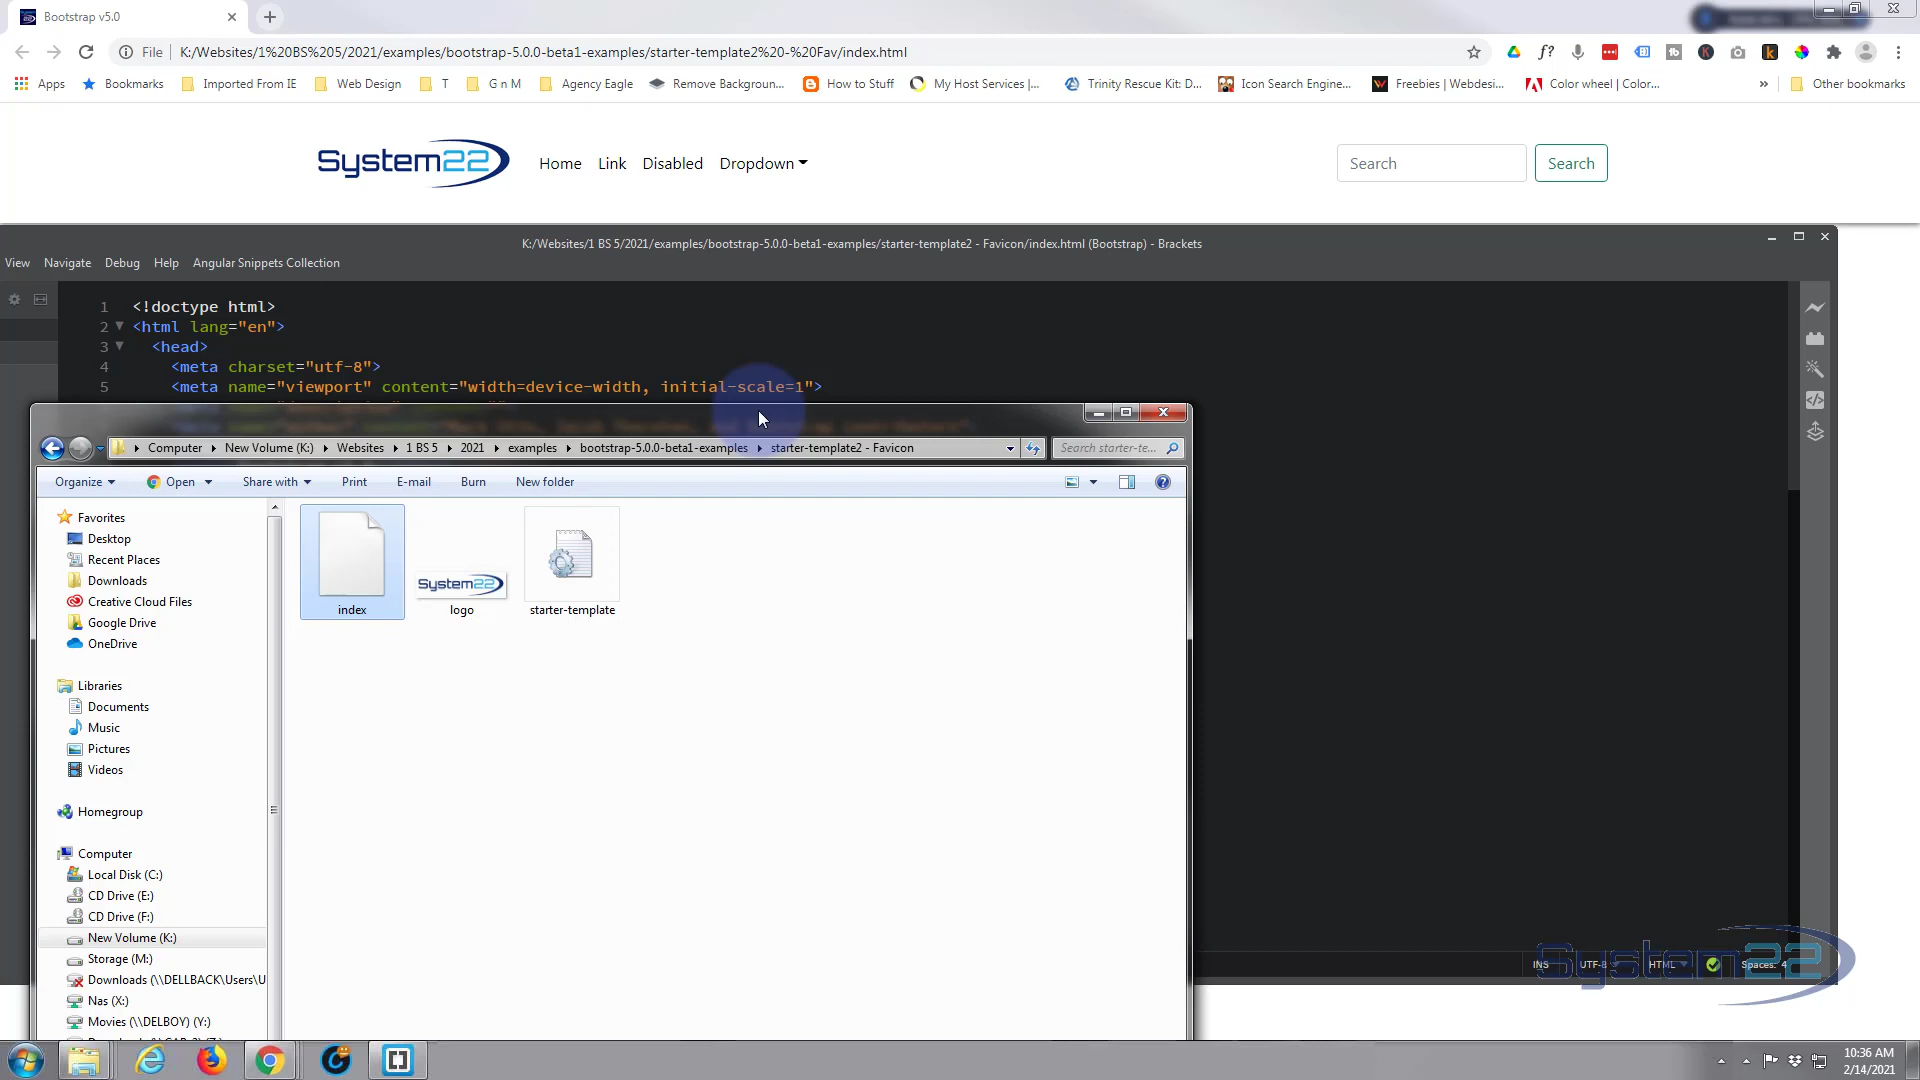 Bootstrap v5.0
File K:/Websites/1%20BS%205/2021/examples/bootstrap-5.0.0-beta1-examples/starter-template2%20-%20Fav/index.html
Apps Bookmarks Imported From IE Web Design T G n M Agency Eagle Remove Backgroun... How to Stuff My Host Services |... Trinity Rescue Kit: D... Icon Search Engine... Freebies | Webdesi... Color wheel | Color... » Other bookmarks
System22 Home Link Disabled Dropdown Search Search
K:/Websites/1 BS 5/2021/examples/bootstrap-5.0.0-beta1-examples/starter-template2 - Favicon/index.html (Bootstrap) - Brackets
View Navigate Debug Help Angular Snippets Collection
1 <!doctype html>
2 <html lang="en">
3 <head>
4 <meta charset="utf-8">
5 <meta name="viewport" content="width=device-width, initial-scale=1">
Computer New Volume (K:) Websites 1 BS 5 2021 examples bootstrap-5.0.0-beta1-examples starter-template2 - Favicon Search starter-te...
Organize Open Share with Print E-mail Burn New folder
Favorites
Desktop
Recent Places
Downloads
Creative Cloud Files
Google Drive
OneDrive
Libraries
Documents
Music
Pictures
Videos
Homegroup
Computer
Local Disk (C:)
CD Drive (E:)
CD Drive (F:)
New Volume (K:)
Storage (M:)
Downloads (\\DELLBACK\Users\U
Nas (X:)
Movies (\\DELBOY) (Y:)
System22
index logo starter-template
INS UTF-8 HTML Spaces: 4
System22
10:36 AM
2/14/2021